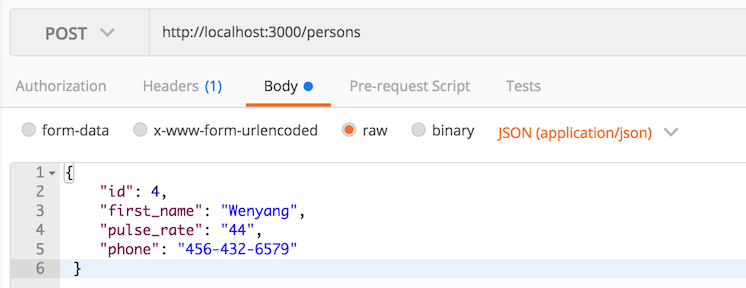 POST http://localhost:3000/persons
Authorization Headers (1) Body Pre-request Script Tests
form-data x-www-form-urlencoded raw binary JSON (application/json)
1 {
2 "id": 4,
3 "first_name": "Wenyang",
4 "pulse_rate": "44",
5 "phone": "456-432-6579"
6 }